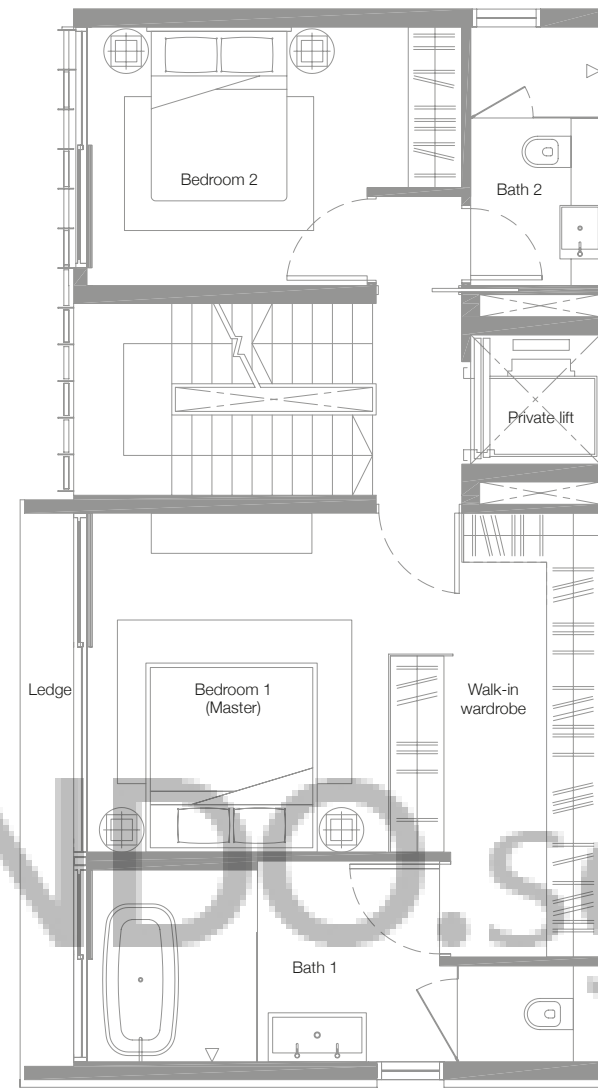 Bedroom 2
Bath 2
Private lift
Ledge
Bedroom 1
(Master)
Walk-in
wardrobe
Bath 1